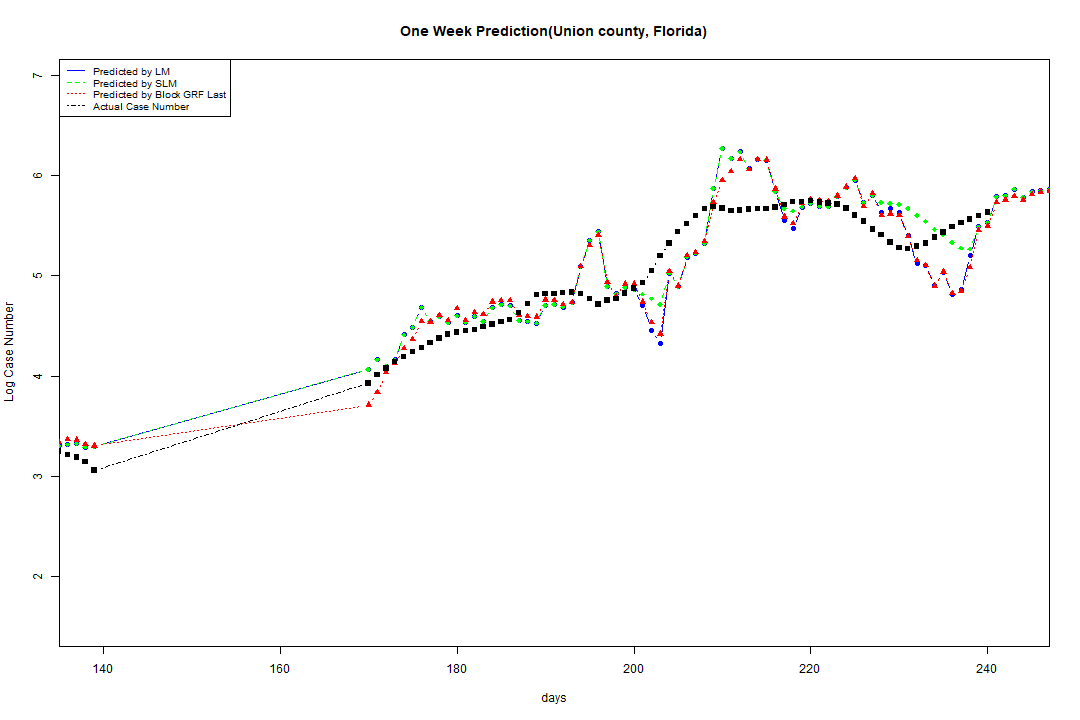 One Week Prediction(Union county, Florida)
Predicted by LM
Predicted by SLM
Predicted by Block GRF Last
Actual Case Number
7
6
5
4
3
2
Log Case Number
140 160 180 200 220 240
days